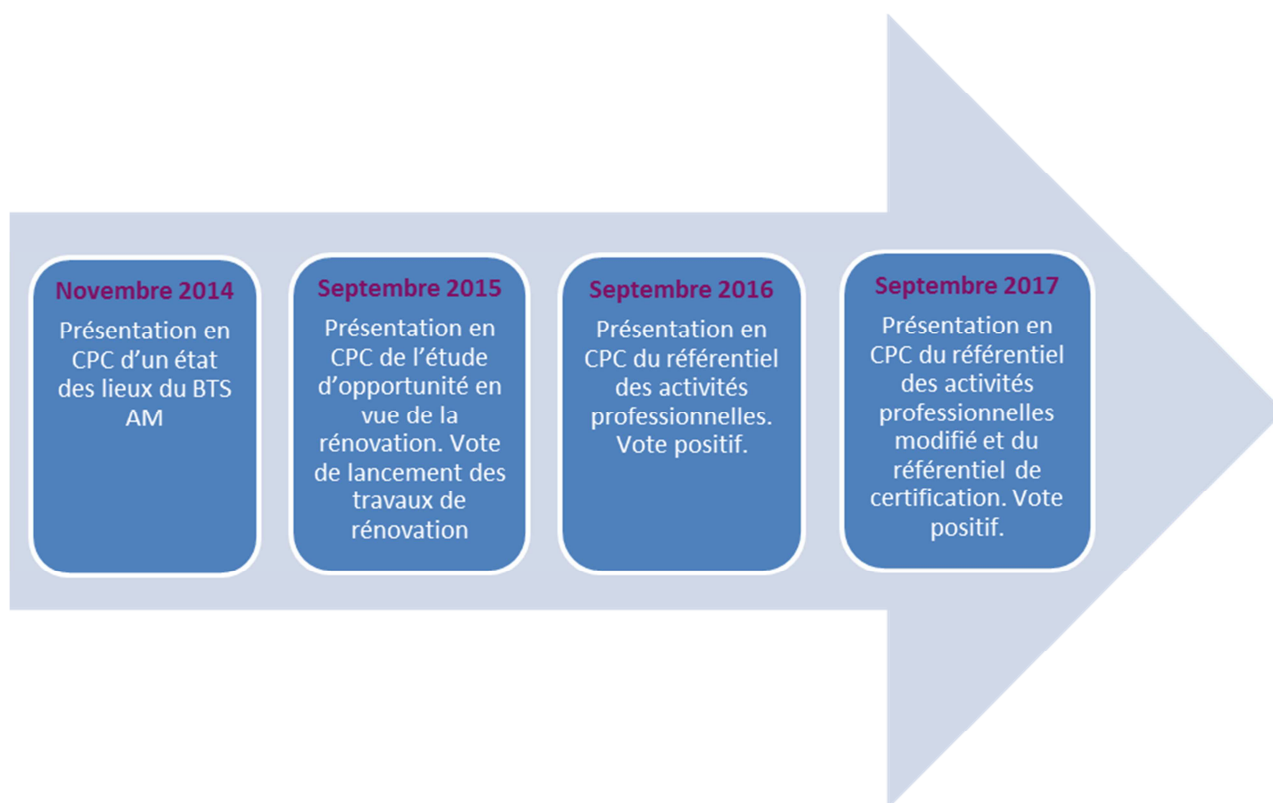 Novembre 2014
Présentation en
CPC d’un état
des lieux du BTS
AM
Septembre 2015
Présentation en
CPC de l’étude
d’opportunité en
vue de la
rénovation. Vote
de lancement des
travaux de
rénovation
Septembre 2016
Présentation en
CPC du référentiel
des activités
professionnelles.
Vote positif.
Septembre 2017
Présentation en
CPC du référentiel
des activités
professionnelles
modifié et du
référentiel de
certification. Vote
positif.